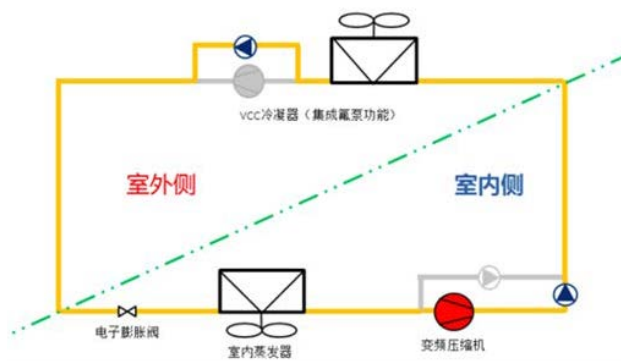 vcc冷凝器（集成氟泵功能）
室外侧
室内侧
电子膨胀阀
室内蒸发器
变频压缩机